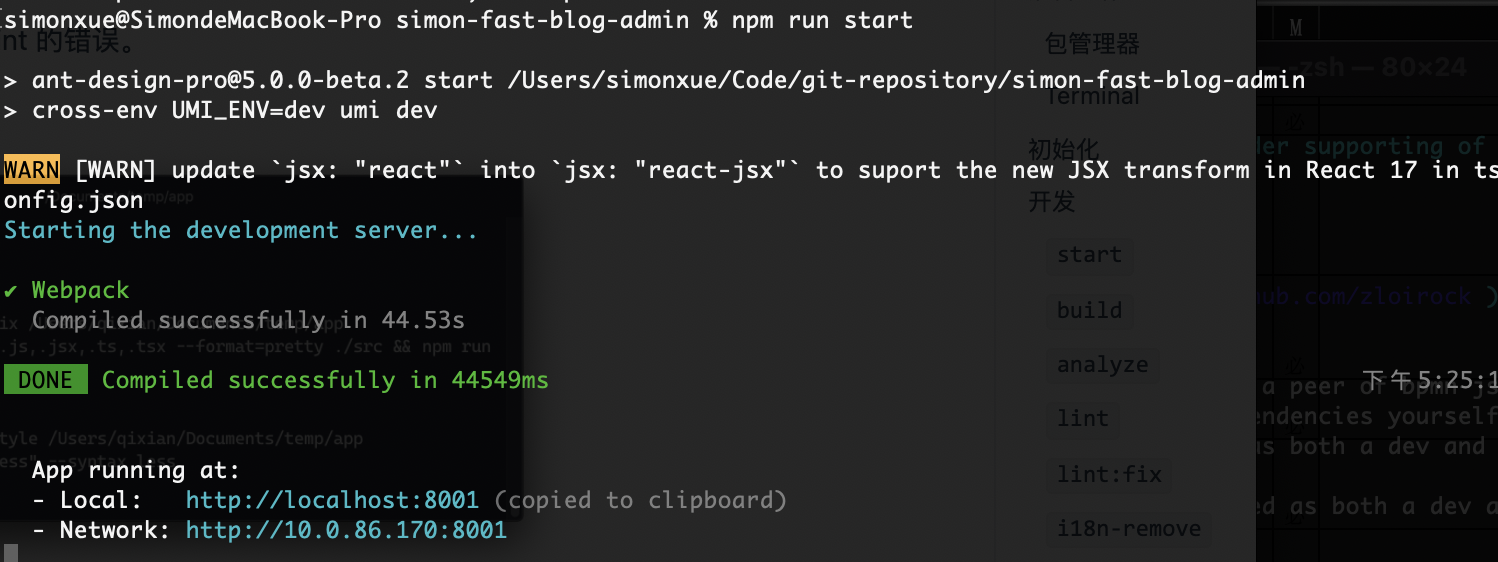 simonxue@SimondeMacBook-Pro simon-fast-blog-admin % npm run start
nt 的错误。
包管理器
M
-zsh — 80×24
> ant-design-pro@5.0.0-beta.2 start /Users/simonxue/Code/git-repository/simon-fast-blog-admin
Terminal
> cross-env UMI_ENV=dev umi dev
初始化
der supporting of
WARN [WARN] update `jsx: "react"` into `jsx: "react-jsx"` to suport the new JSX transform in React 17 in ts
onfig.json
开发
Starting the development server...
start
✔ Webpack
hub.com/zloirock )
build
Compiled successfully in 44.53s
.js,.jsx,.ts,.tsx --format=pretty ./src && npm run
analyze
DONE Compiled successfully in 44549ms
下午5:25:1
a peer of bpmn-js
endencies yourself
lint
tyle /Users/qixian/Documents/temp/app
as both a dev and
ess" --syntax less
App running at:
lint:fix
- Local: http://localhost:8001 (copied to clipboard)
ed as both a dev a
- Network: http://10.0.86.170:8001
i18n-remove